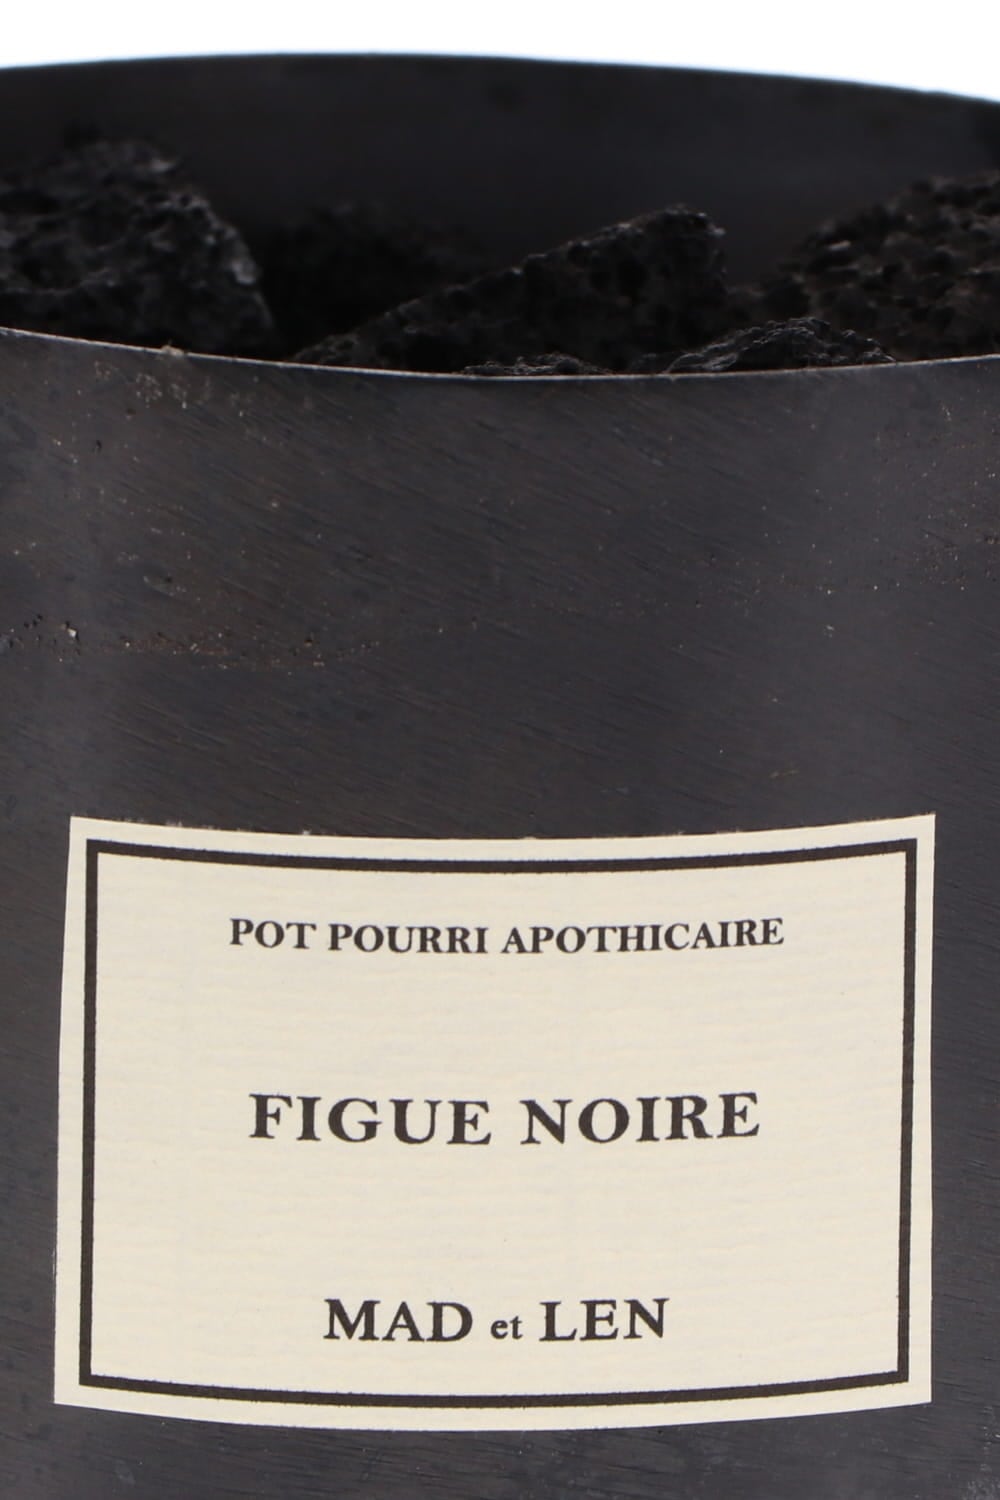 POT POURRI APOTHICAIRE
FIGUE NOIRE
MAD et LEN